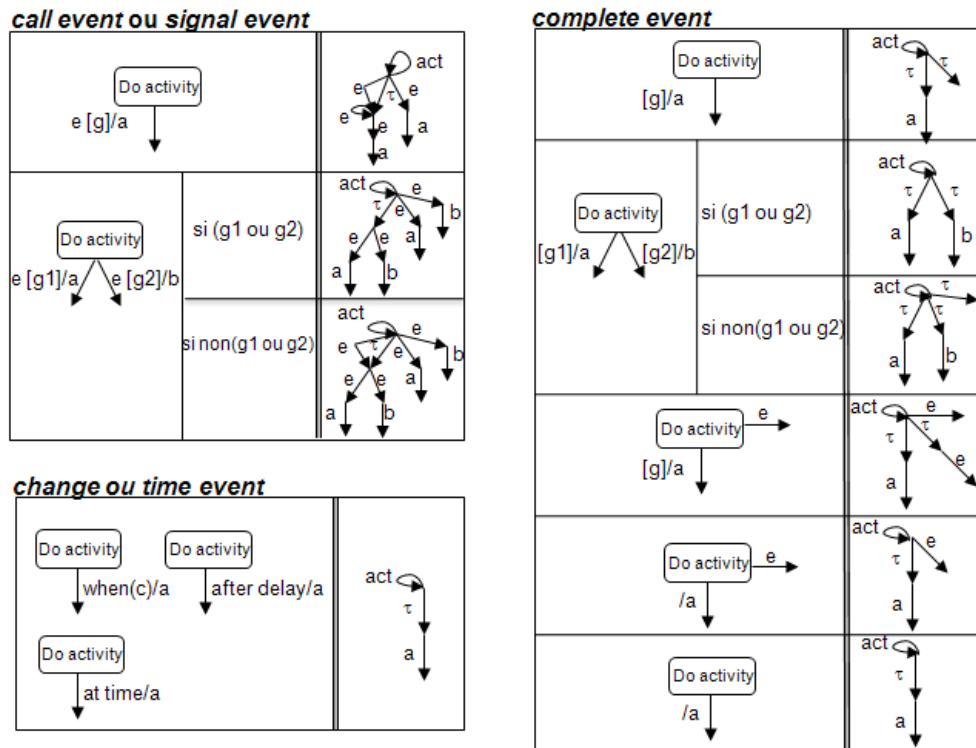 call event ou signal event
Do activity
e [g]/a
act
e τ e
e
e a
a
Do activity
e [g1]/a e [g2]/b
si (g1 ou g2)
act e
τ e b
e e a
a b
si non(g1 ou g2)
act e
e τ e b
e e a
a b
change ou time event
Do activity Do activity
when(c)/a after delay/a
Do activity
at time/a
act
τ
a
complete event
Do activity
[g]/a
act τ
τ
a
Do activity
[g1]/a [g2]/b
si (g1 ou g2)
act
τ τ
a b
si non(g1 ou g2)
act τ
τ τ
a b
Do activity e
[g]/a
act e
τ τ
e
a
Do activity e
/a
act
τ e
a
Do activity
/a
act
τ
a